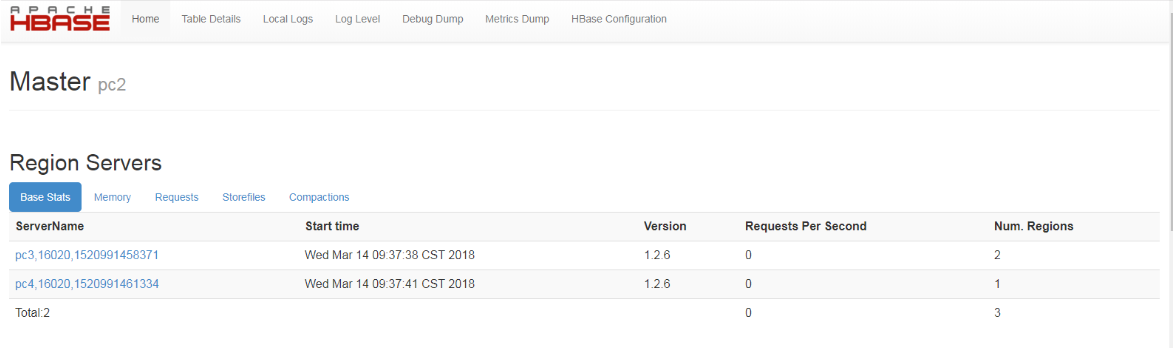 APACHE
HBASE Home Table Details Local Logs Log Level Debug Dump Metrics Dump HBase Configuration
Master pc2
Region Servers
Base Stats Memory Requests Storefiles Compactions
ServerName Start time Version Requests Per Second Num. Regions
pc3,16020,1520991458371 Wed Mar 14 09:37:38 CST 2018 1.2.6 0 2
pc4,16020,1520991461334 Wed Mar 14 09:37:41 CST 2018 1.2.6 0 1
Total:2 0 3